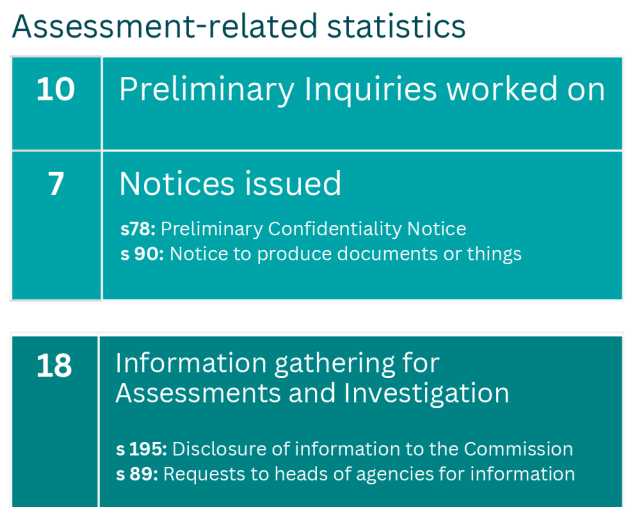 Assessment-related statistics
10 Preliminary Inquiries worked on
7 Notices issued
s78: Preliminary Confidentiality Notice
s 90: Notice to produce documents or things
18 Information gathering for
Assessments and Investigation
s 195: Disclosure of information to the Commission
s 89: Requests to heads of agencies for information